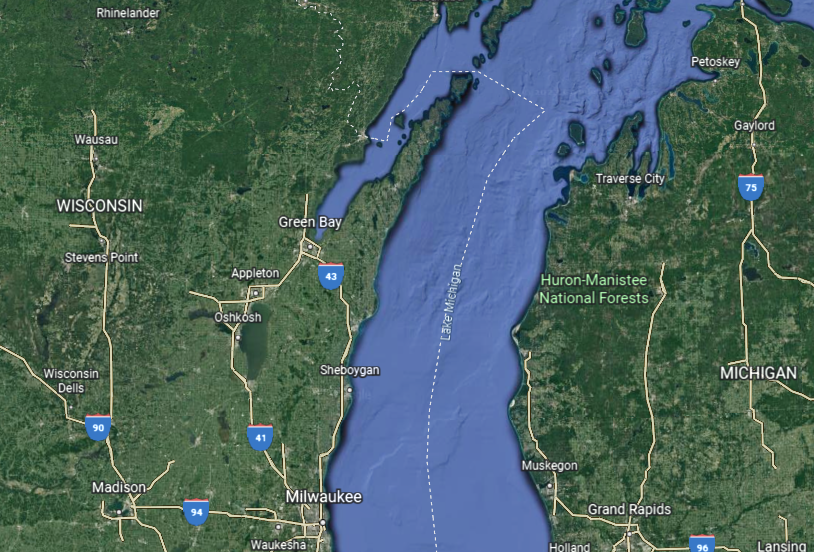 Rhinelander
Petoskey
Gaylord
Wausau
Traverse City
75
WISCONSIN
Green Bay
Stevens Point
Appleton
43
Huron-Manistee
National Forests
Lake Michigan
Oshkosh
Sheboygan
Wisconsin
Dells
MICHIGAN
90
41
Muskegon
Madison
Milwaukee
94
Grand Rapids
Waukesha
Holland
96
Lansing